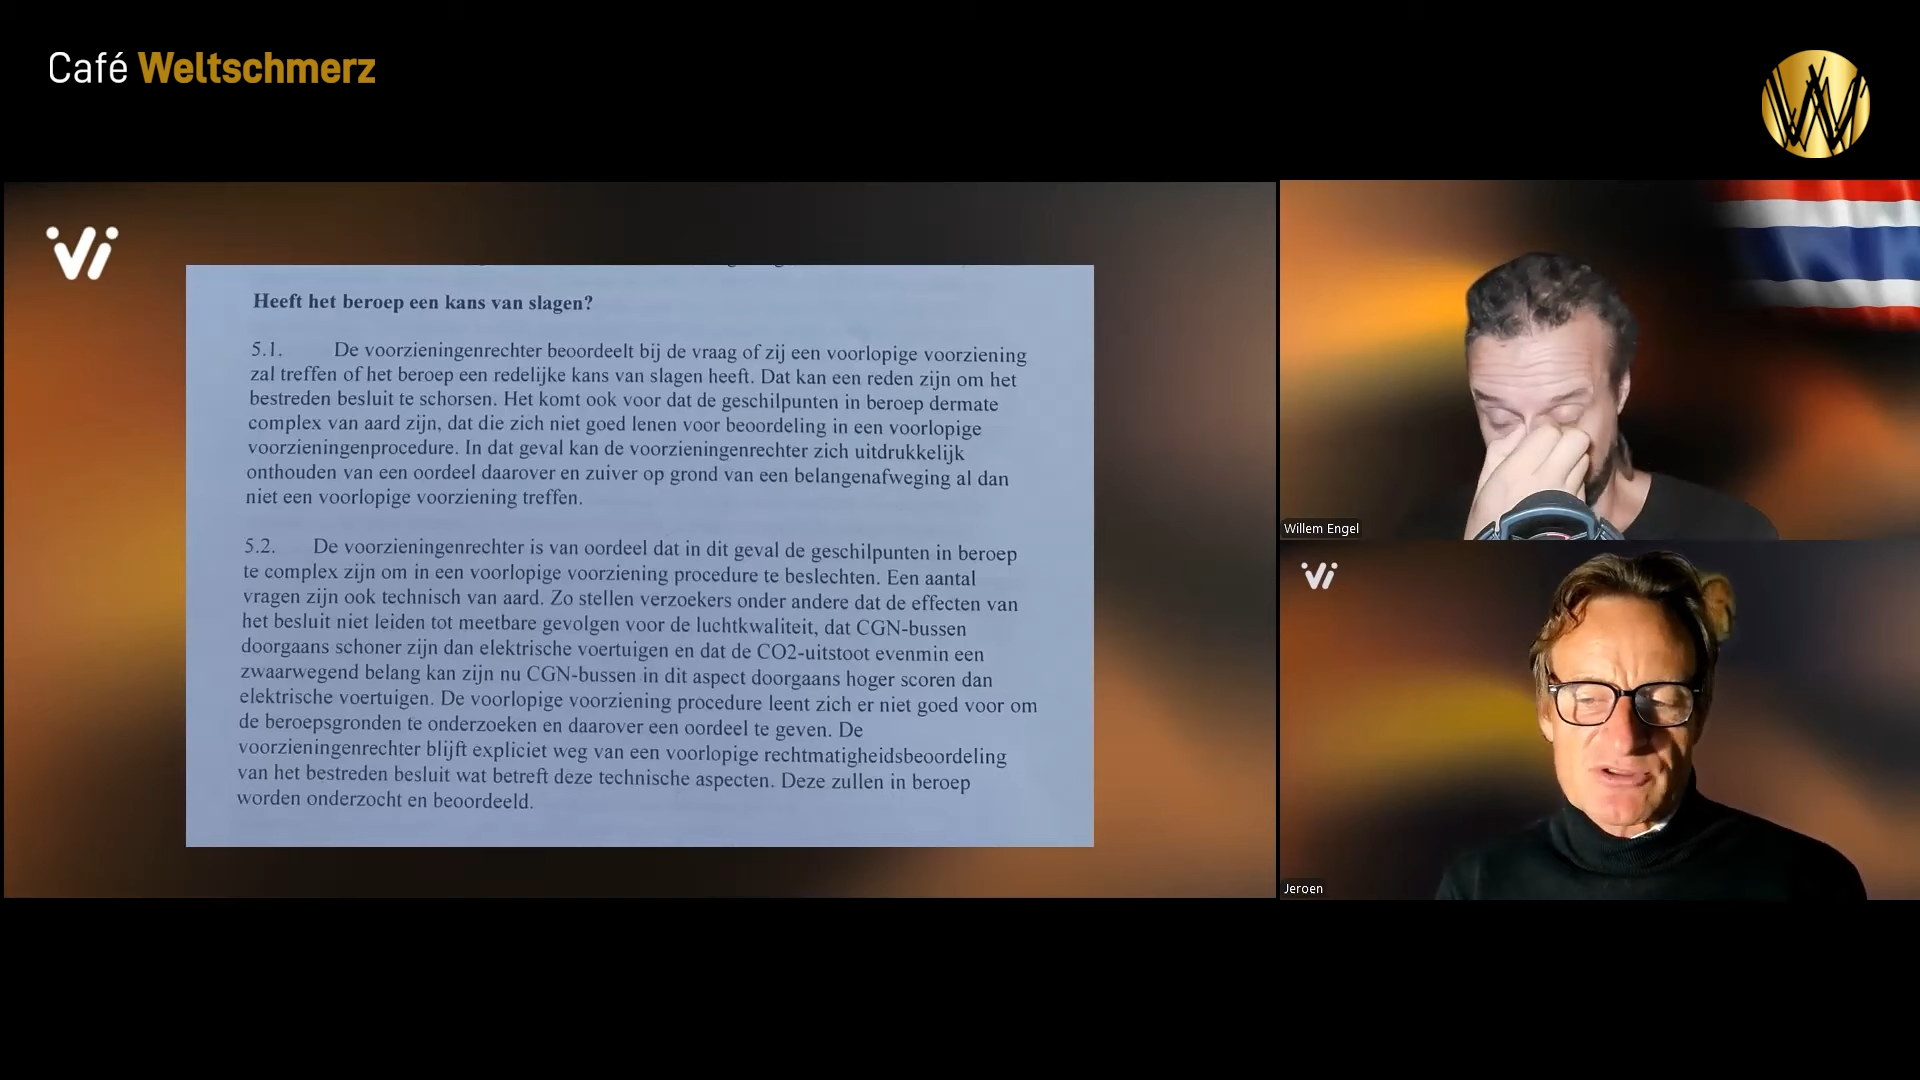 Café Weltschmerz
Heeft het beroep een kans van slagen?
5.1. De voorzieningenrechter beoordeelt bij de vraag of zij een voorlopige voorziening
zal treffen of het beroep een redelijke kans van slagen heeft. Dat kan een reden zijn om het
bestreden besluit te schorsen. Het komt ook voor dat de geschilpunten in beroep dermate
complex van aard zijn, dat die zich niet goed lenen voor beoordeling in een voorlopige
voorzieningenprocedure. In dat geval kan de voorzieningenrechter zich uitdrukkelijk
onthouden van een oordeel daarover en zuiver op grond van een belangenafweging al dan
niet een voorlopige voorziening treffen.
5.2. De voorzieningenrechter is van oordeel dat in dit geval de geschilpunten in beroep
te complex zijn om in een voorlopige voorziening procedure te beslechten. Een aantal
vragen zijn ook technisch van aard. Zo stellen verzoekers onder andere dat de effecten van
het besluit niet leiden tot meetbare gevolgen voor de luchtkwaliteit, dat CGN-bussen
doorgaans schoner zijn dan elektrische voertuigen en dat de CO2-uitstoot evenmin een
zwaarwegend belang kan zijn nu CGN-bussen in dit aspect doorgaans hoger scoren dan
elektrische voertuigen. De voorlopige voorziening procedure leent zich er niet goed voor om
de beroepsgronden te onderzoeken en daarover een oordeel te geven. De
voorzieningenrechter blijft expliciet weg van een voorlopige rechtmatigheidsbeoordeling
van het bestreden besluit wat betreft deze technische aspecten. Deze zullen in beroep
worden onderzocht en beoordeeld.
Willem Engel
Jeroen